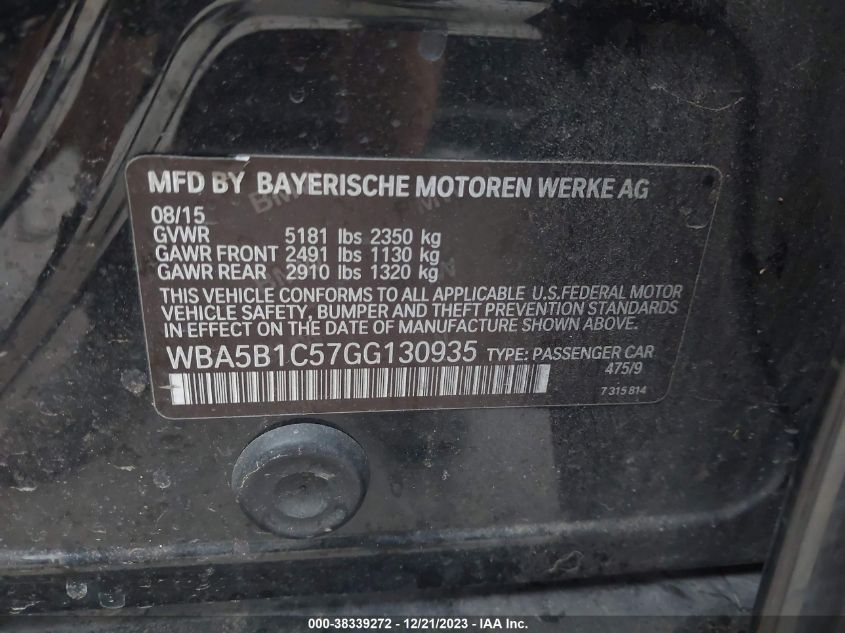 MFD BY BAYERISCHE MOTOREN WERKE AG
08/15
GVWR 5181 lbs 2350 kg
GAWR FRONT 2491 lbs 1130 kg
GAWR REAR 2910 lbs 1320 kg
THIS VEHICLE CONFORMS TO ALL APPLICABLE U.S.FEDERAL MOTOR
VEHICLE SAFETY, BUMPER AND THEFT PREVENTION STANDARDS
IN EFFECT ON THE DATE OF MANUFACTURE SHOWN ABOVE.
WBA5B1C57GG130935 TYPE: PASSENGER CAR
475/9
7 315 814
000-38339272 - 12/21/2023 - IAAI.com